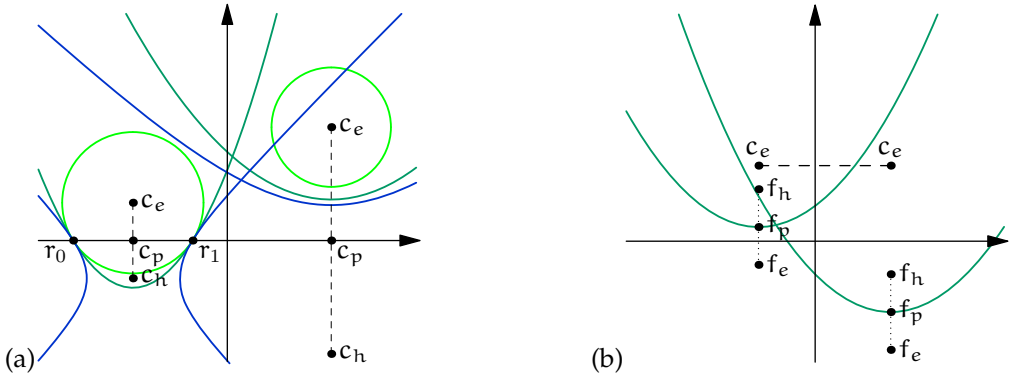 c_e
c_e
r_0 c_p r_1 c_p
c_h
c_h
(a)
c_e c_e
f_h
f_p
f_e
f_h
f_p
f_e
(b)